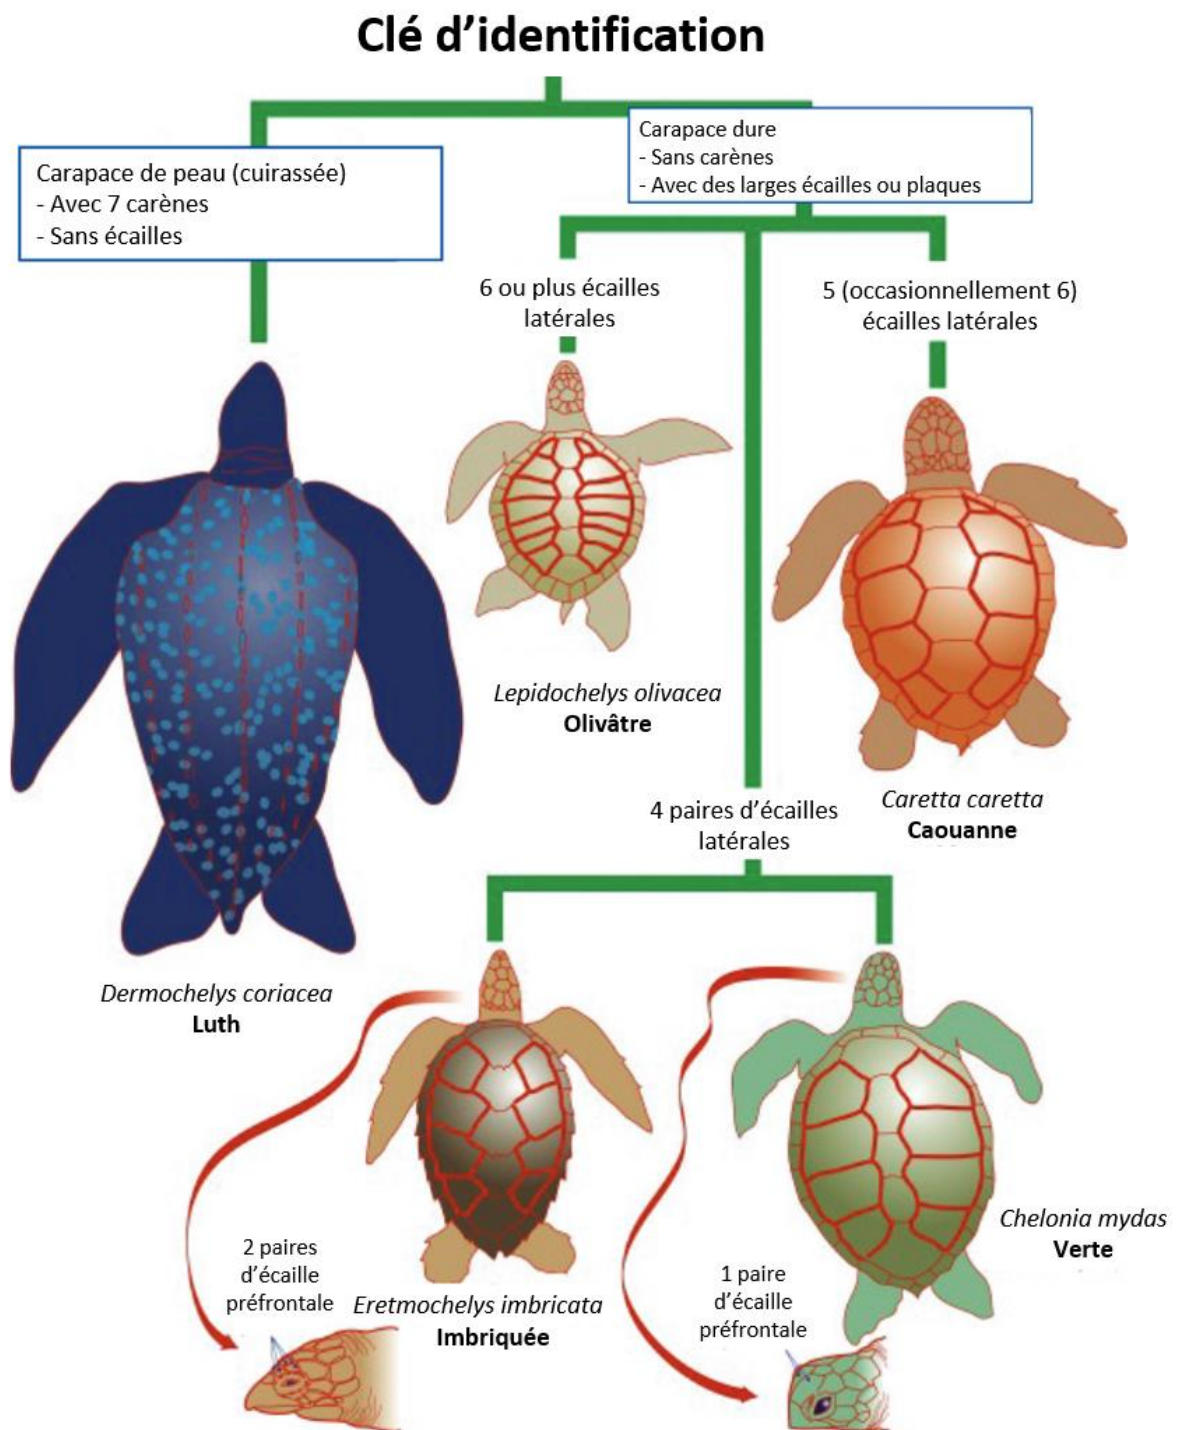 Clé d’identification
Carapace de peau (cuirassée)
- Avec 7 carènes
- Sans écailles
Carapace dure
- Sans carènes
- Avec des larges écailles ou plaques
6 ou plus écailles
latérales
5 (occasionnellement 6)
écailles latérales
Lepidochelys olivacea
Olivâtre
Caretta caretta
Caouanne
4 paires d’écailles
latérales
Dermochelys coriacea
Luth
Chelonia mydas
Verte
2 paires
d’écaille
préfrontale
Eretmochelys imbricata
Imbriquée
1 paire
d’écaille
préfrontale